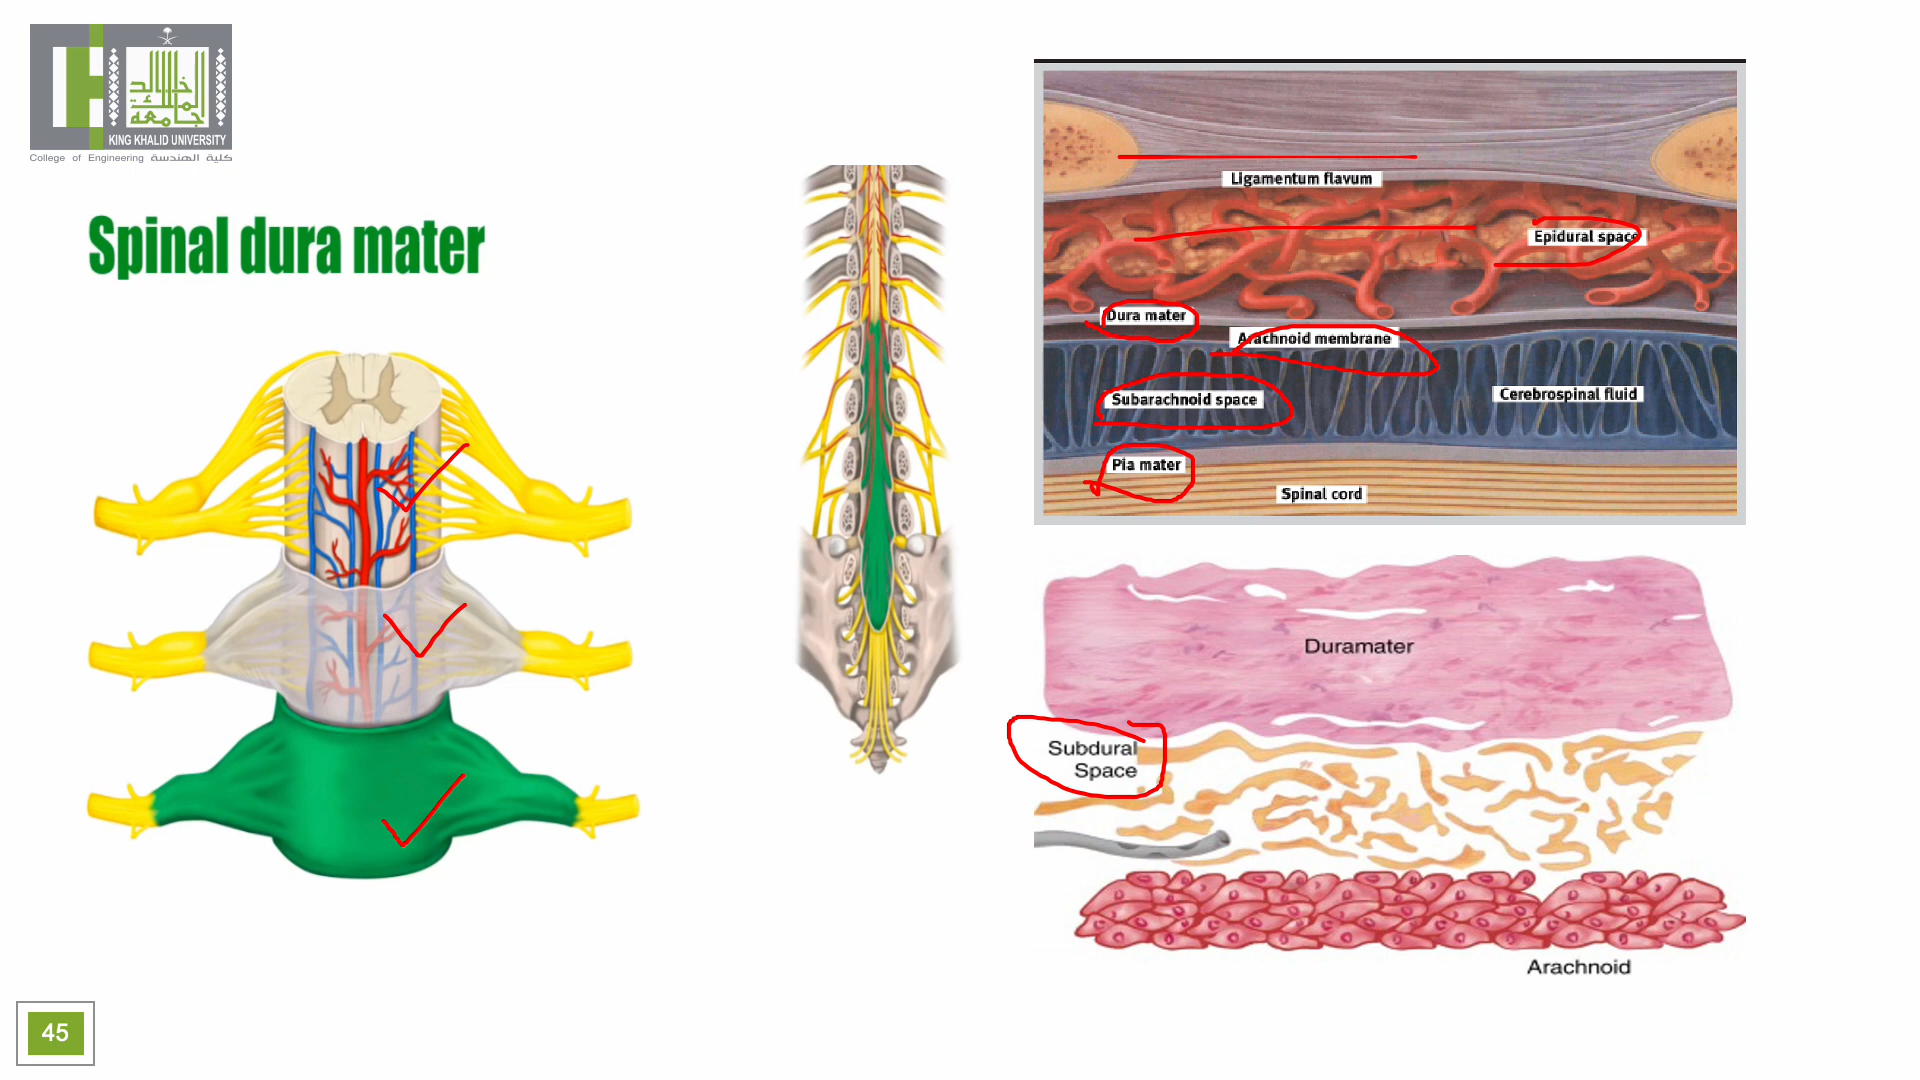 خالد
الملك
جامعة
KING KHALID UNIVERSITY
College of Engineering كلية الهندسة
Spinal dura mater
Ligamentum flavum
Epidural space
Dura mater
Arachnoid membrane
Subarachnoid space
Cerebrospinal fluid
Pia mater
Spinal cord
Duramater
Subdural
Space
Arachnoid
45